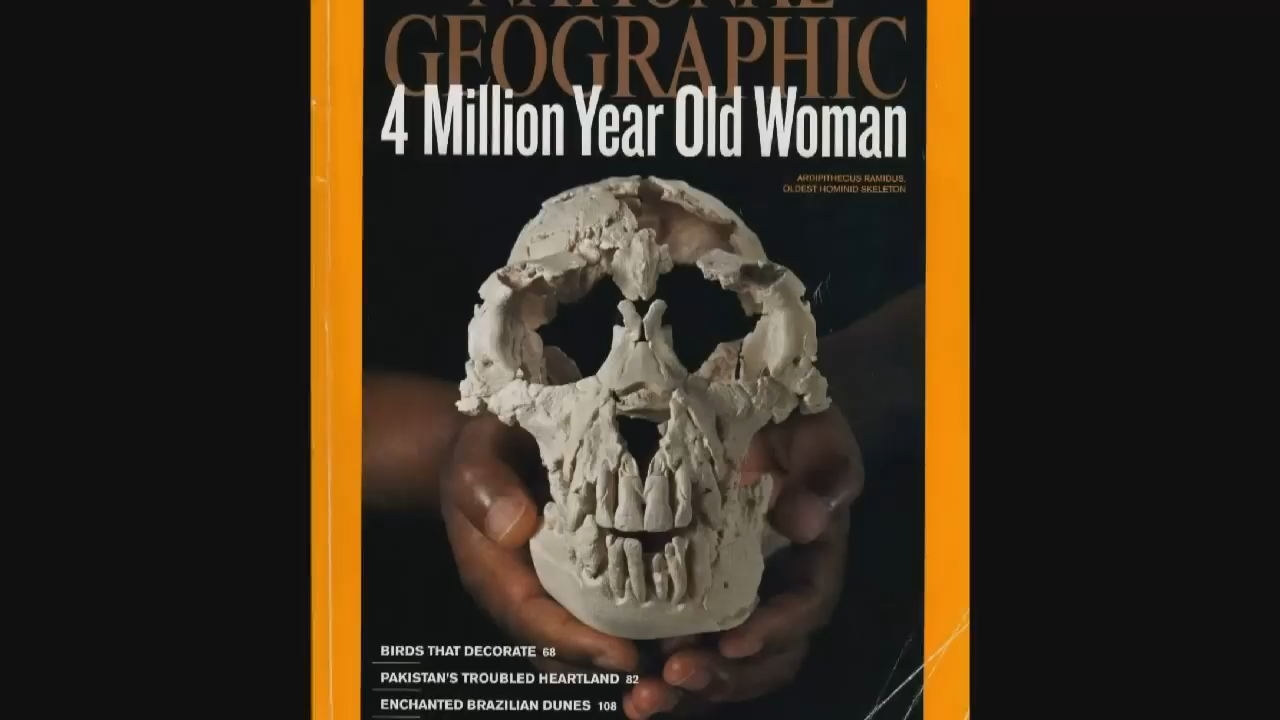 NATIONAL
GEOGRAPHIC
4 Million Year Old Woman
ARDIPITHECUS RAMIDUS,
OLDEST HOMINID SKELETON
BIRDS THAT DECORATE 68
PAKISTAN'S TROUBLED HEARTLAND 82
ENCHANTED BRAZILIAN DUNES 108